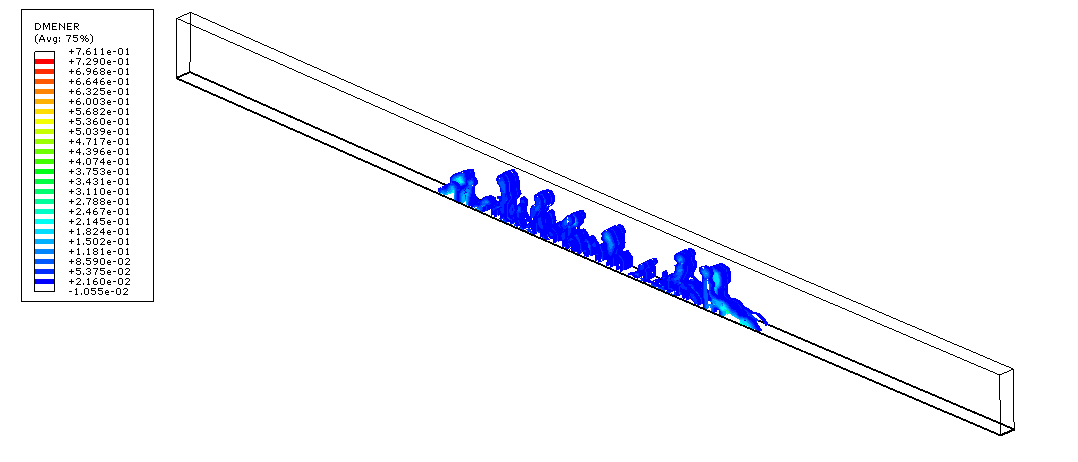 DMENER
(Avg: 75%)
+7.611e-01
+7.290e-01
+6.968e-01
+6.646e-01
+6.325e-01
+6.003e-01
+5.682e-01
+5.360e-01
+5.039e-01
+4.717e-01
+4.396e-01
+4.074e-01
+3.753e-01
+3.431e-01
+3.110e-01
+2.788e-01
+2.467e-01
+2.145e-01
+1.824e-01
+1.502e-01
+1.181e-01
+8.590e-02
+5.375e-02
+2.160e-02
-1.055e-02